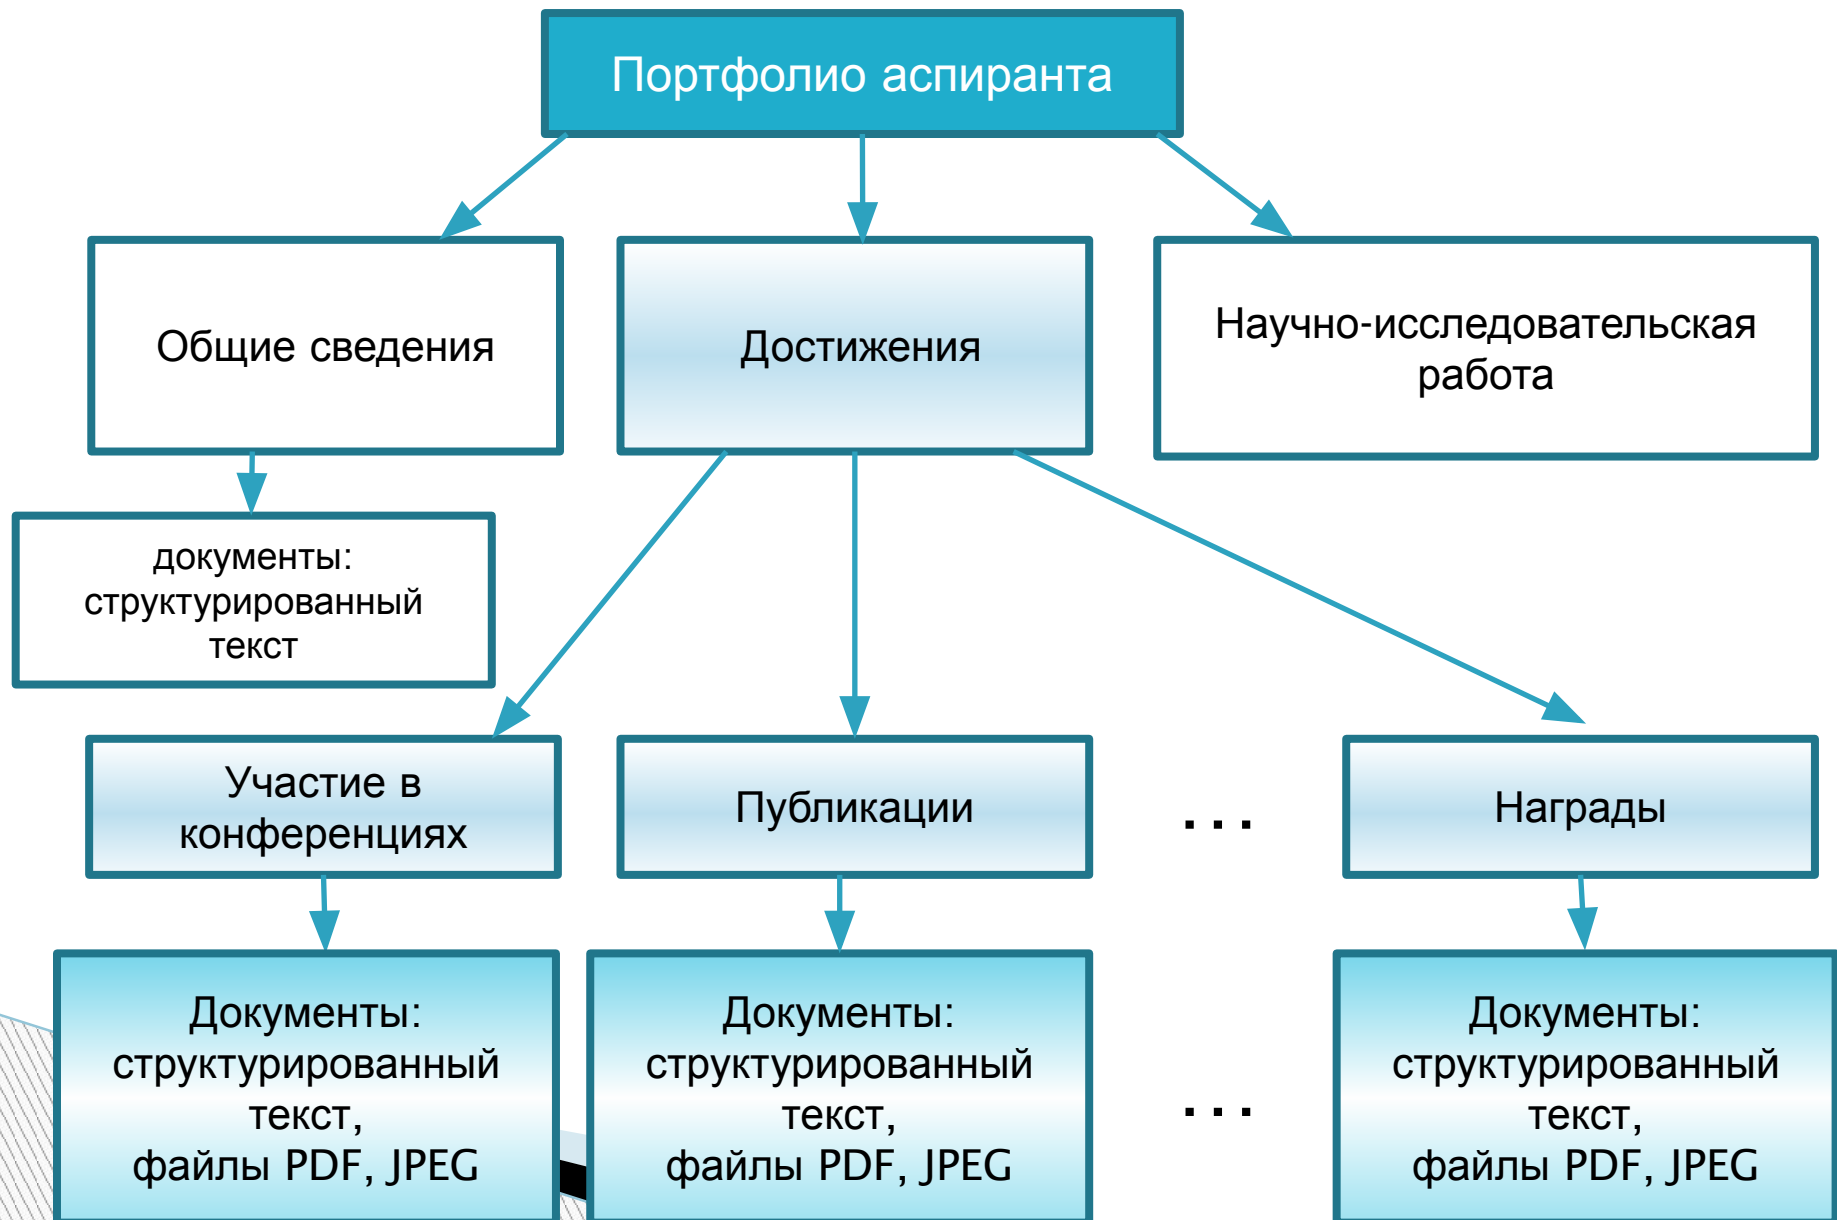 Портфолио аспиранта
Общие сведения
Достижения
Научно-исследовательская
работа
документы:
структурированный
текст
Участие в
конференциях
Публикации
...
Награды
Документы:
структурированный
текст,
файлы PDF, JPEG
Документы:
структурированный
текст,
файлы PDF, JPEG
...
Документы:
структурированный
текст,
файлы PDF, JPEG